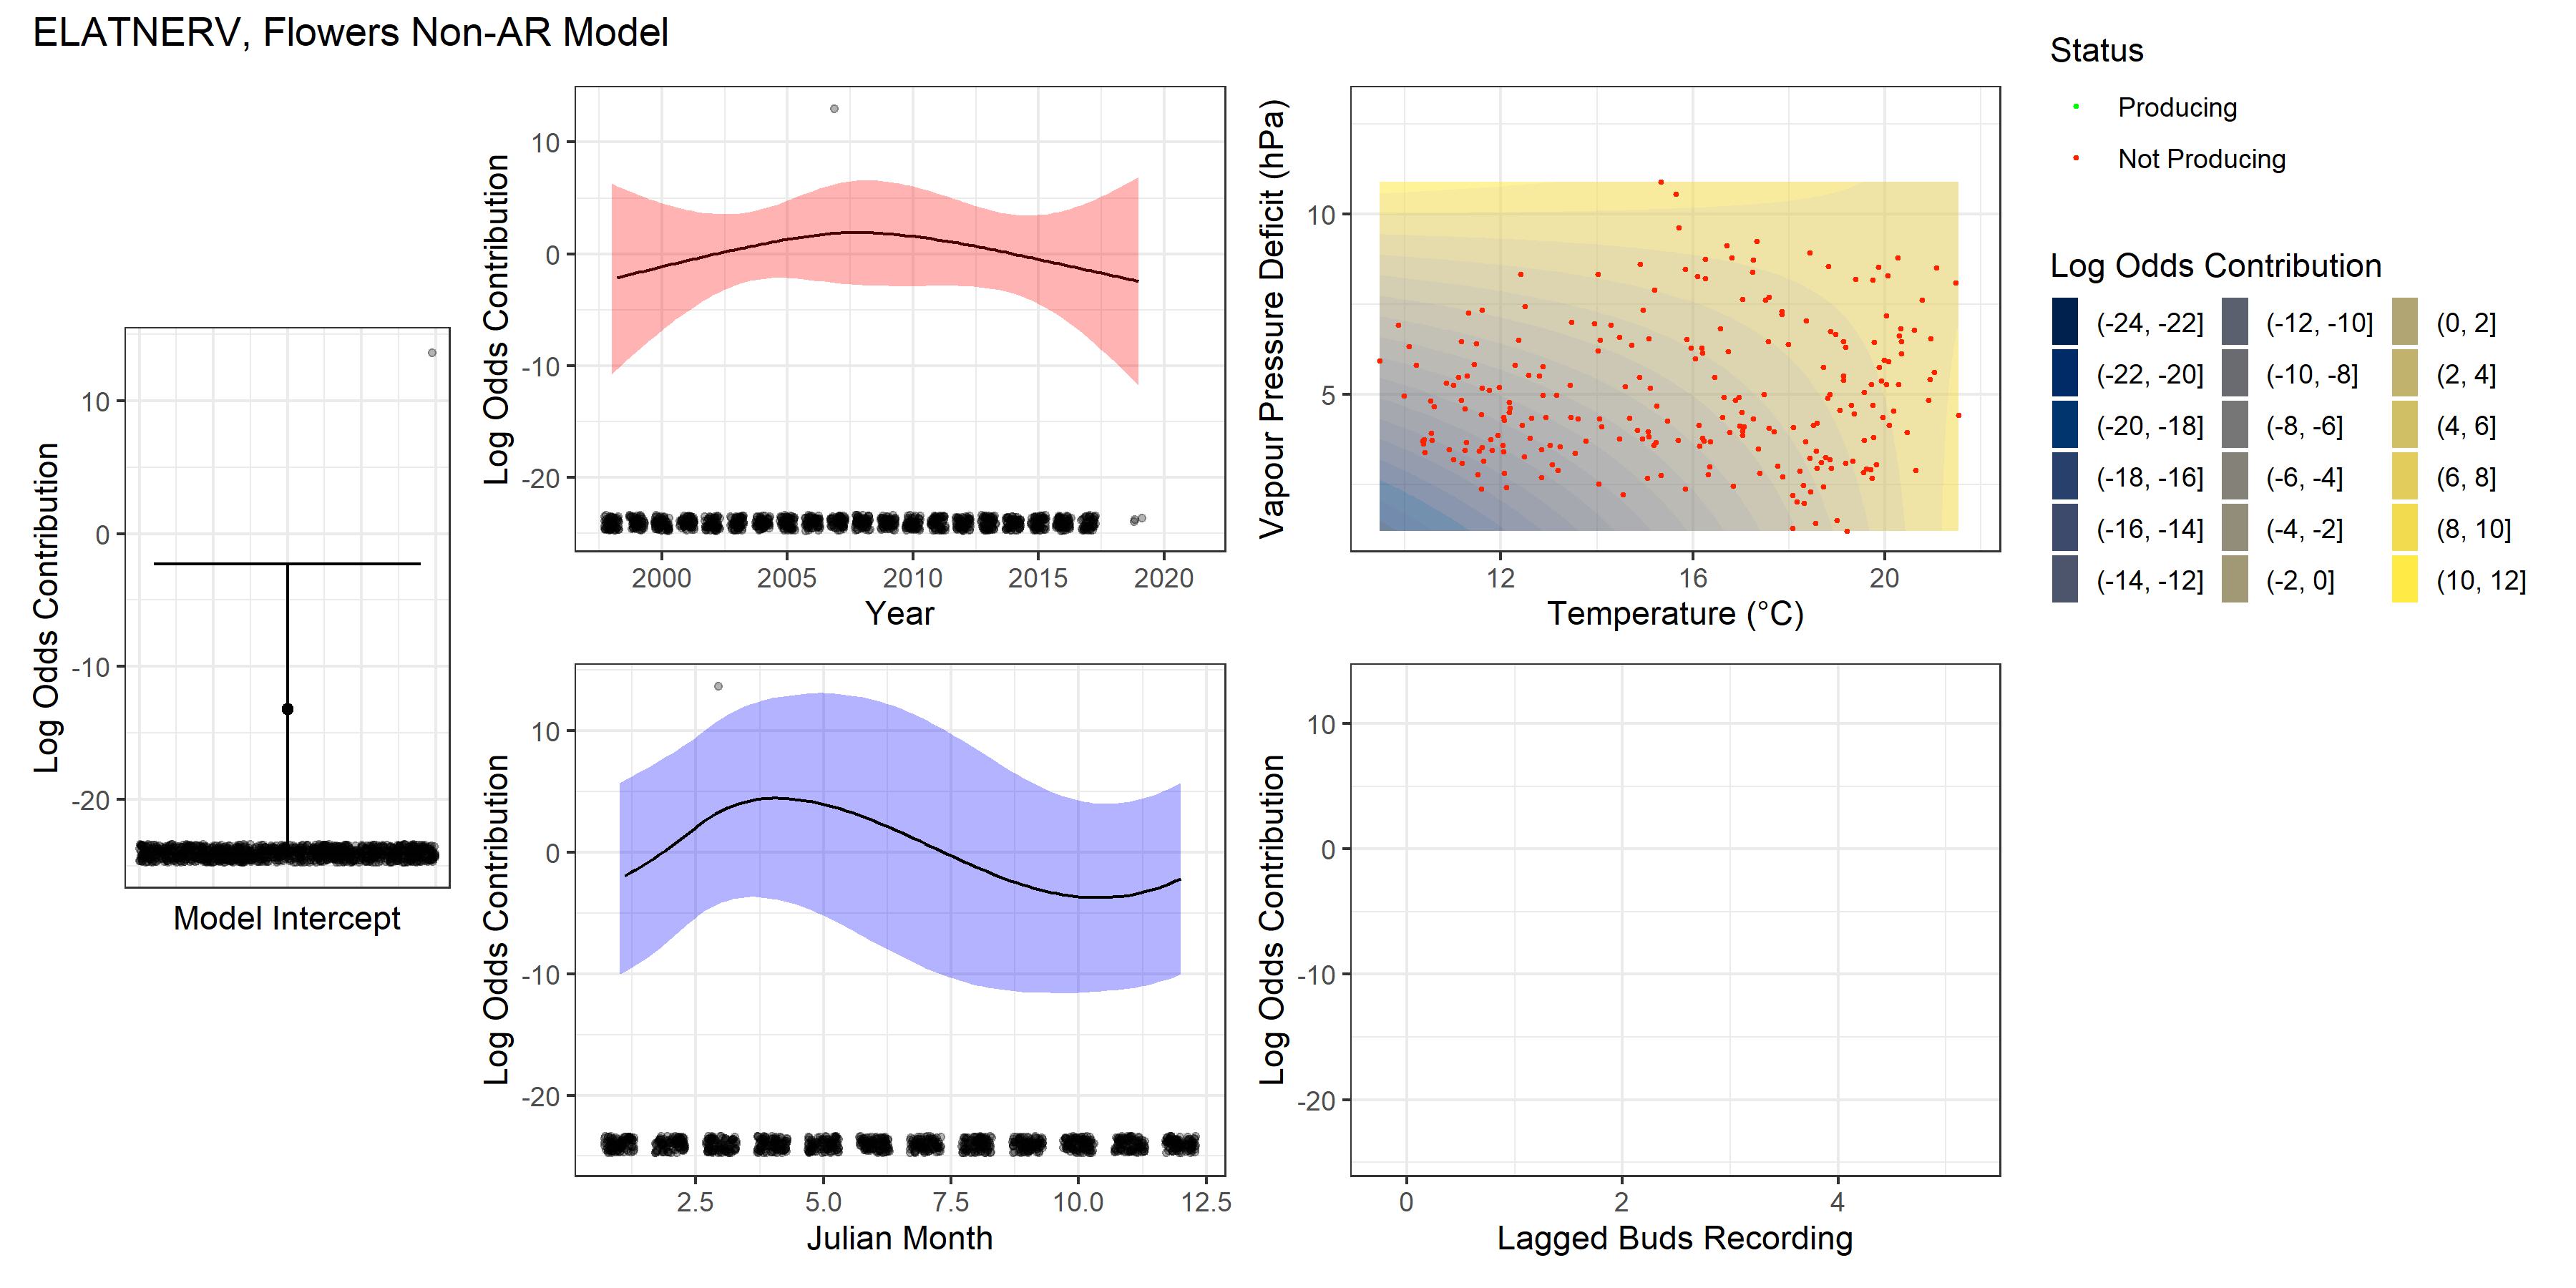 ELATNERV, Flowers Non-AR Model
Log Odds Contribution
10
0
-10
-20
Model Intercept
Log Odds Contribution
10
0
-10
-20
2000 2005 2010 2015 2020
Year
Vapour Pressure Deficit (hPa)
10
5
12 16 20
Temperature (°C)
Log Odds Contribution
10
0
-10
-20
2.5 5.0 7.5 10.0 12.5
Julian Month
Log Odds Contribution
10
0
-10
-20
0 2 4
Lagged Buds Recording
Status
Producing
Not Producing
Log Odds Contribution
(-24, -22] (-12, -10] (0, 2]
(-22, -20] (-10, -8] (2, 4]
(-20, -18] (-8, -6] (4, 6]
(-18, -16] (-6, -4] (6, 8]
(-16, -14] (-4, -2] (8, 10]
(-14, -12] (-2, 0] (10, 12]